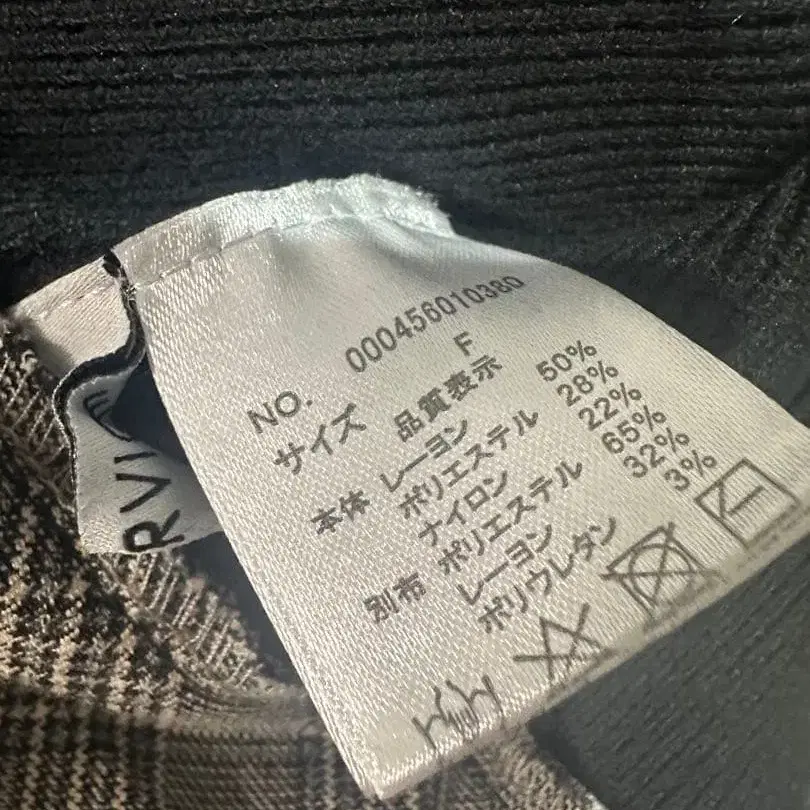 NO. 000456010380
サイズ F
品質表示
本体 レーヨン 50%
ポリエステル 28%
ナイロン 22%
別布 ポリエステル 65%
レーヨン 32%
ポリウレタン 3%
RVI